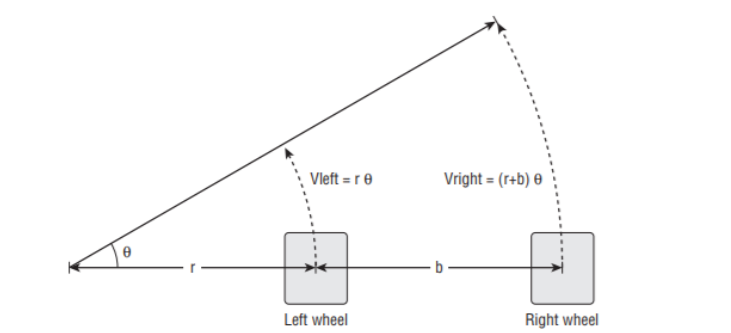 Vleft = r θ
Vright = (r+b) θ
θ
r
b
Left wheel
Right wheel